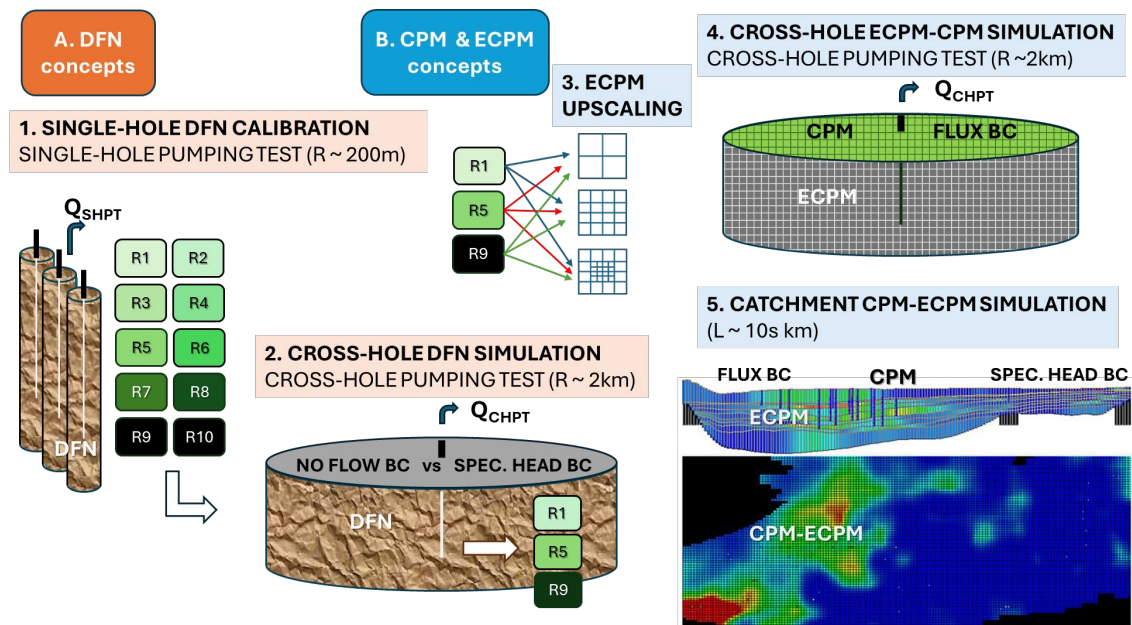 A. DFN
concepts
B. CPM & ECPM
concepts
1. SINGLE-HOLE DFN CALIBRATION
SINGLE-HOLE PUMPING TEST (R ~ 200m)
QSHPT
R1 R2
R3 R4
R5 R6
R7 R8
R9 R10
DFN
2. CROSS-HOLE DFN SIMULATION
CROSS-HOLE PUMPING TEST (R ~ 2km)
QCHPT
NO FLOW BC vs SPEC. HEAD BC
DFN
R1
R5
R9
3. ECPM
UPSCALING
R1
R5
R9
4. CROSS-HOLE ECPM-CPM SIMULATION
CROSS-HOLE PUMPING TEST (R ~2km)
QCHPT
CPM FLUX BC
ECPM
5. CATCHMENT CPM-ECPM SIMULATION
(L ~ 10s km)
FLUX BC CPM SPEC. HEAD BC
ECPM
CPM-ECPM